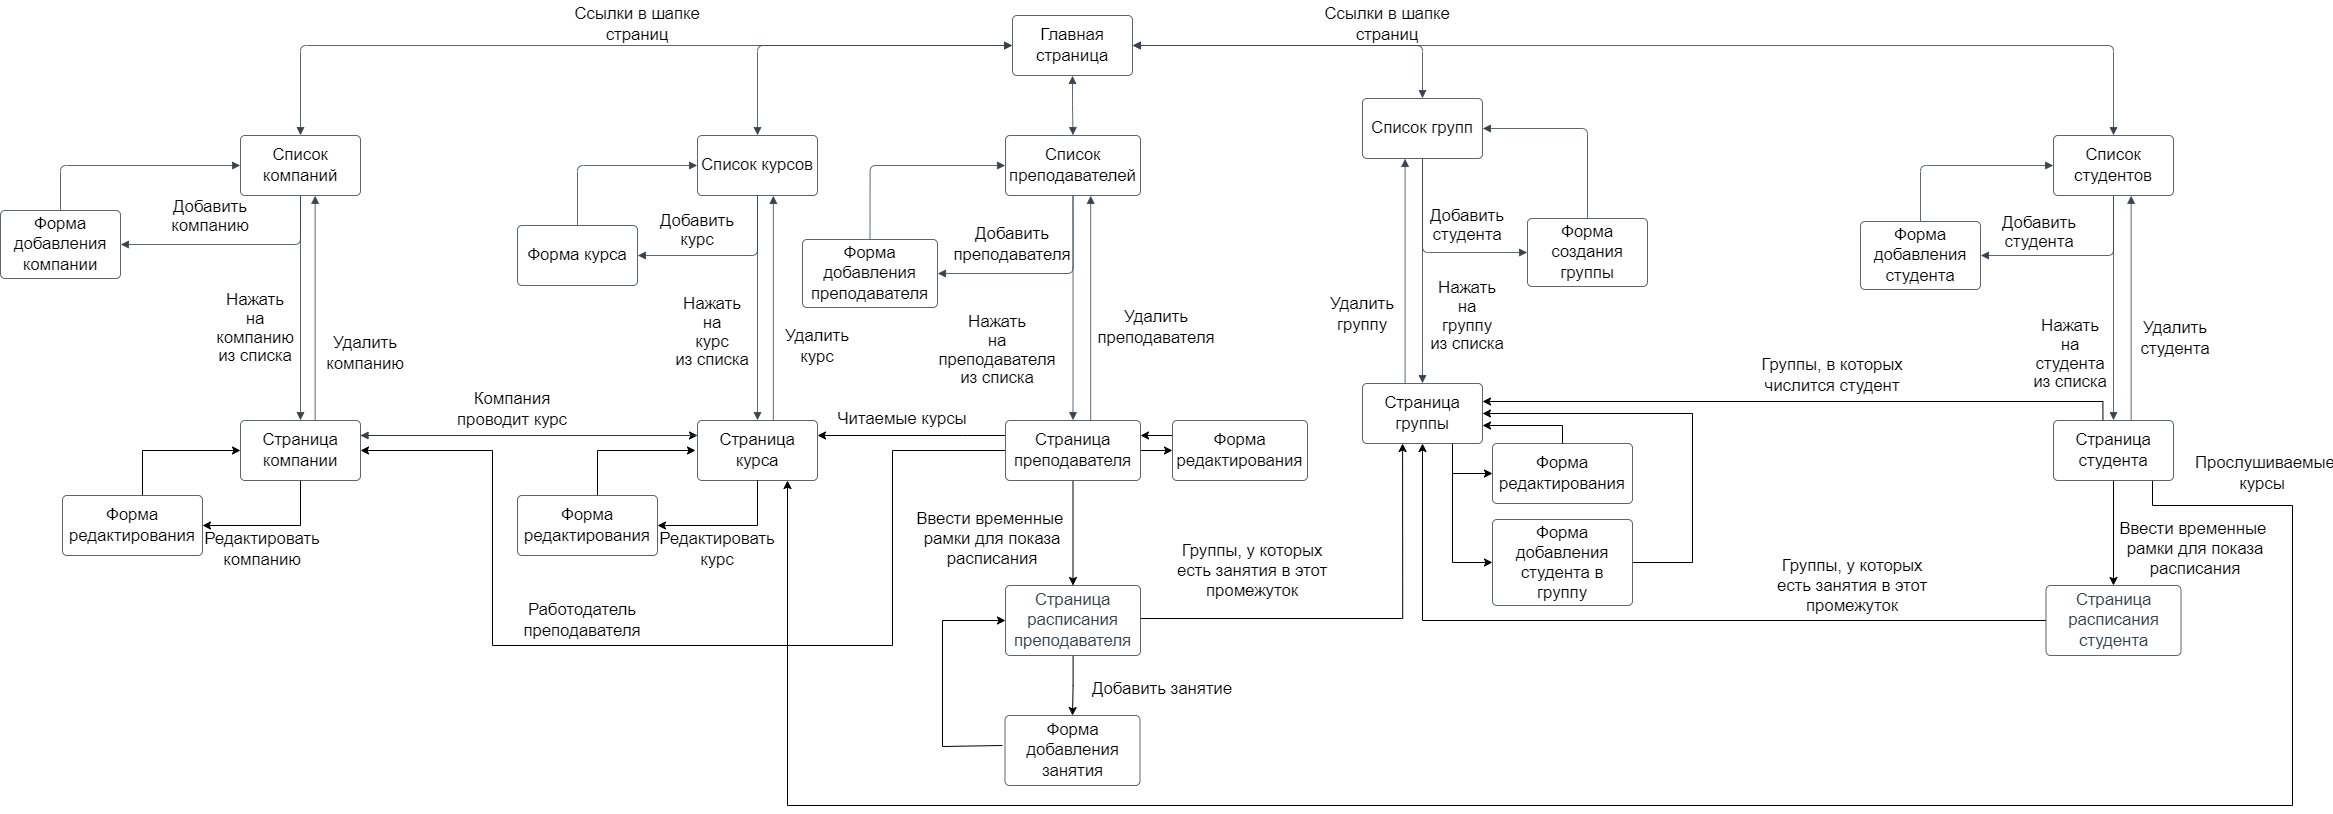 Ссылки в шапке
страниц
Главная
страница
Ссылки в шапке
страниц
Список
компаний
Список курсов
Список
преподавателей
Список групп
Список
студентов
Форма
добавления
компании
Добавить
компанию
Форма курса
Добавить
курс
Форма
добавления
преподавателя
Добавить
преподавателя
Добавить
студента
Форма
создания
группы
Форма
добавления
студента
Добавить
студента
Нажать
на
компанию
из списка
Удалить
компанию
Нажать
на
курс
из списка
Удалить
курс
Нажать
на
преподавателя
из списка
Удалить
преподавателя
Удалить
группу
Нажать
на
группу
из списка
Нажать
на
студента
из списка
Удалить
студента
Группы, в которых
числится студент
Компания
проводит курс
Читаемые курсы
Страница
компании
Страница
курса
Страница
преподавателя
Форма
редактирования
Страница
группы
Страница
студента
Форма
редактирования
Прослушиваемые
курсы
Форма
редактирования
Редактировать
компанию
Форма
редактирования
Редактировать
курс
Ввести временные
рамки для показа
расписания
Группы, у которых
есть занятия в этот
промежуток
Форма
добавления
студента в
группу
Группы, у которых
есть занятия в этот
промежуток
Ввести временные
рамки для показа
расписания
Работодатель
преподавателя
Страница
расписания
преподавателя
Страница
расписания
студента
Добавить занятие
Форма
добавления
занятия